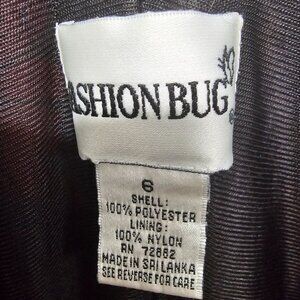 ASHION BUG
®
6
SHELL:
100% POLYESTER
LINING:
100% NYLON
RN 72882
MADE IN SRI LANKA
SEE REVERSE FOR CARE